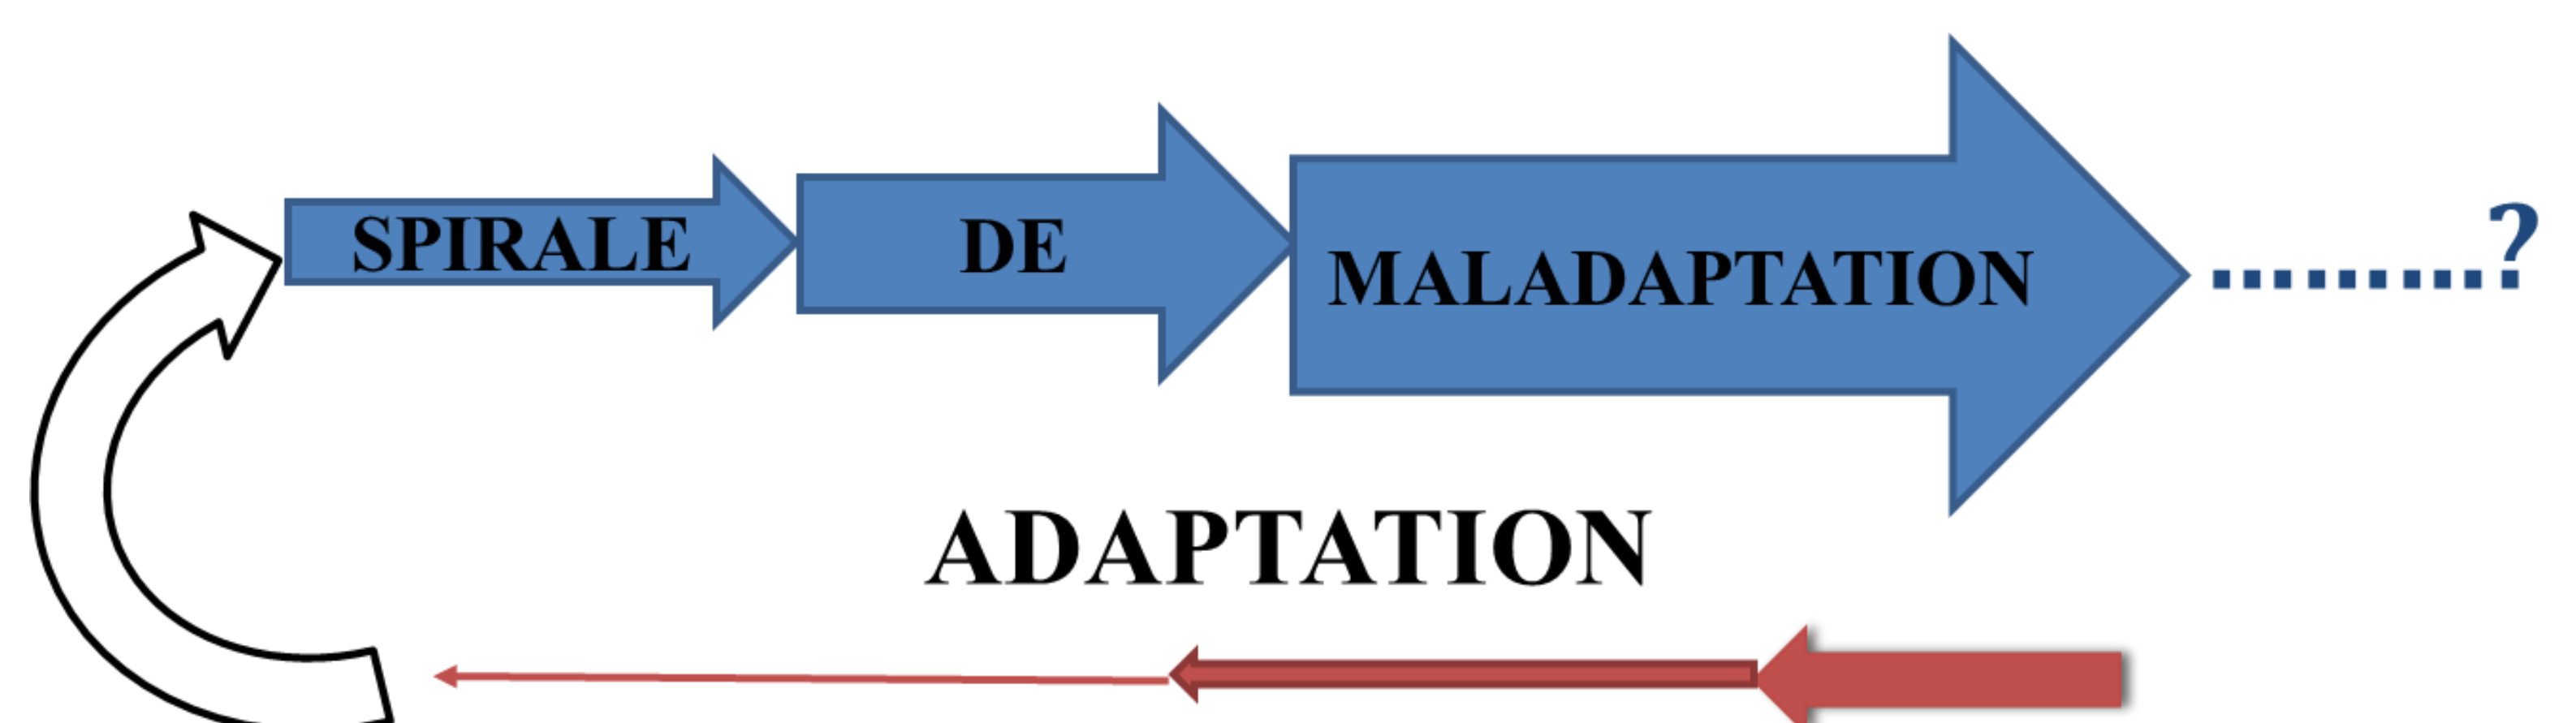 SPIRALE DE MALADAPTATION ..........?
ADAPTATION